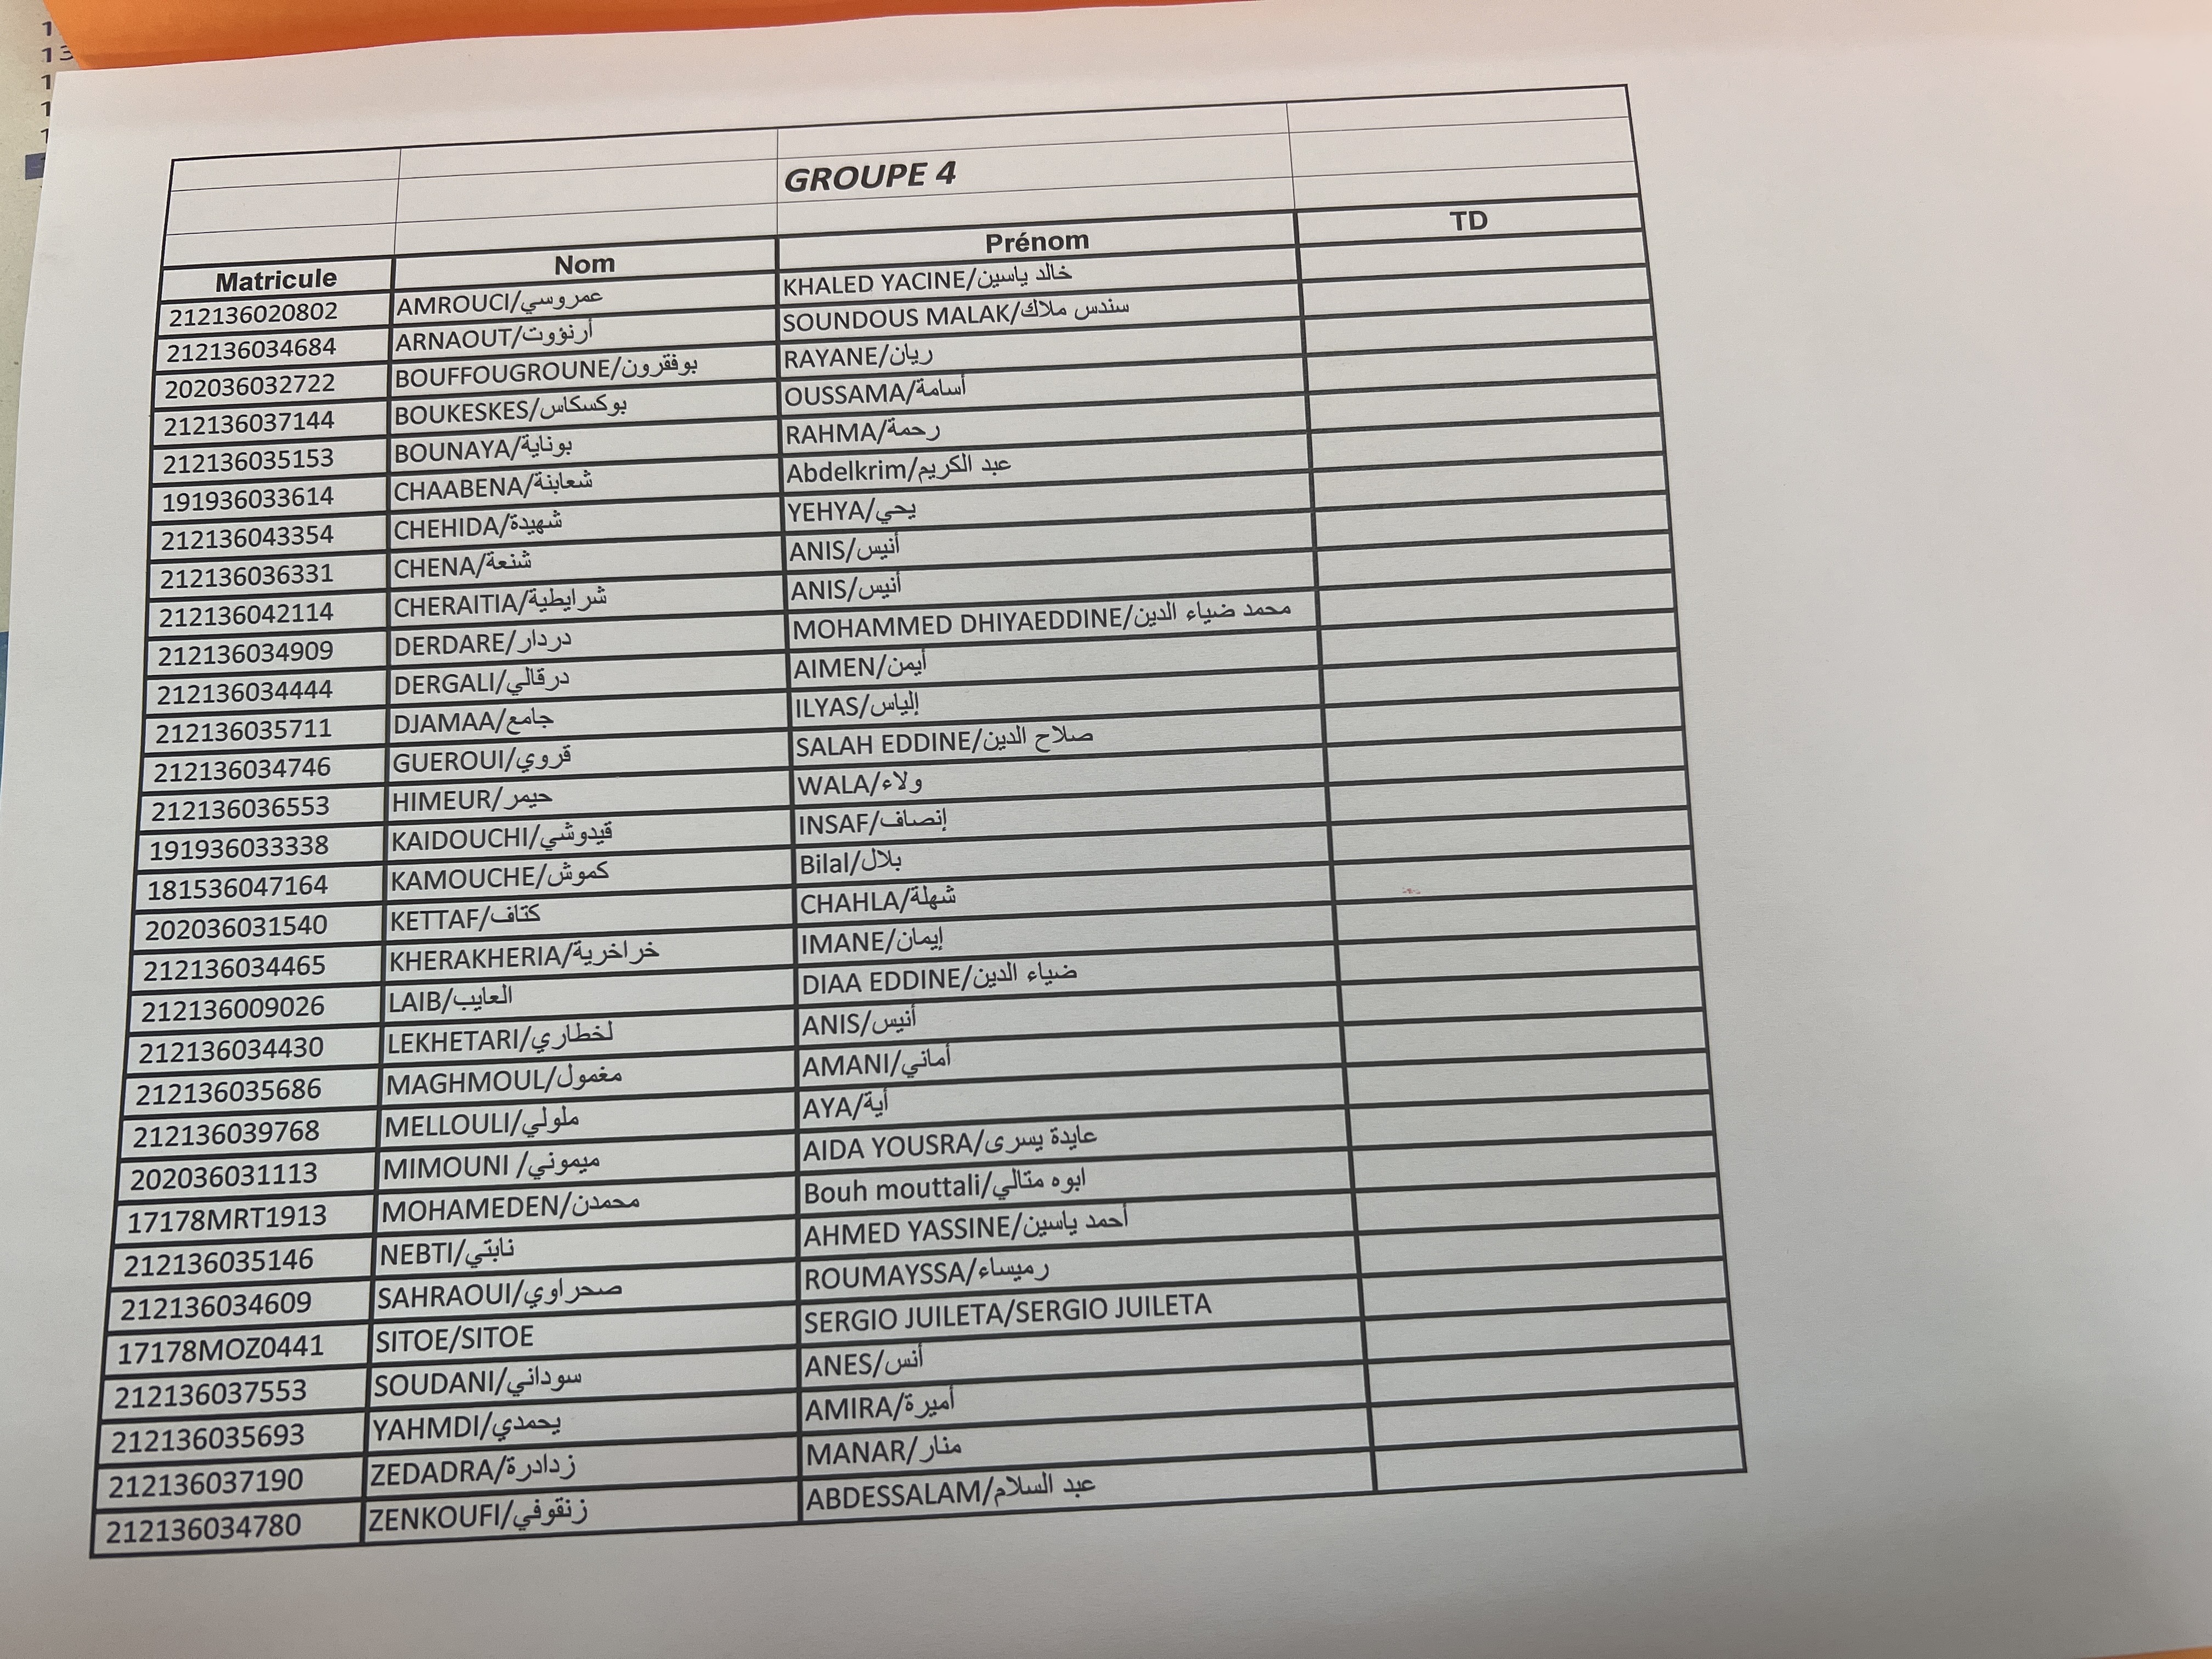 GROUPE 4
Matricule Nom Prénom TD
212136020802 AMROUCI/عمروسي KHALED YACINE/خالد ياسين
212136034684 ARNAOUT/أرنووت SOUNDOUS MALAK/سندس ملاك
202036032722 BOUFFOUGROUNE/بوفقرون RAYANE/ريان
212136037144 BOUKESKES/بوكسكاس OUSSAMA/أسامة
212136035153 BOUNAYA/بوناية RAHMA/رحمة
191936033614 CHAABENA/شعابنة Abdelkrim/عبد الكريم
212136043354 CHEHIDA/شهيدة YEHYA/يحي
212136036331 CHENA/شنعة ANIS/أنيس
212136042114 CHERAITIA/شرايطية ANIS/أنيس
212136034909 DERDARE/دردار MOHAMMED DHIYAEDDINE/محمد ضياء الدين
212136034444 DERGALI/درقالي AIMEN/أيمن
212136035711 DJAMAA/جامع ILYAS/إلياس
212136034746 GUEROUI/قروي SALAH EDDINE/صلاح الدين
212136036553 HIMEUR/حيمر WALA/ولاء
191936033338 KAIDOUCHI/قيدوشي INSAF/إنصاف
181536047164 KAMOUCHE/كموش Bilal/بلال
202036031540 KETTAF/كتاف CHAHLA/شهلة
212136034465 KHERAKHERIA/خراخرية IMANE/ايمان
212136009026 LAIB/العايب DIAA EDDINE/ضياء الدين
212136034430 LEKHETARI/لخطاري ANIS/أنيس
212136035686 MAGHMOUL/مغمول AMANI/أماني
212136039768 MELLOULI/ملولي AYA/أية
202036031113 MIMOUNI/ميموني AIDA YOUSRA/عايدة يسرى
17178MRT1913 MOHAMEDEN/محمدن Bouh mouttali/ابوه متالي
212136035146 NEBTI/نابتي AHMED YASSINE/أحمد ياسين
212136034609 SAHRAOUI/صحراوي ROUMAYSSA/رميساء
17178MOZ0441 SITOE/SITOE SERGIO JUILETA/SERGIO JUILETA
212136037553 SOUDANI/سوداني ANES/أنس
212136035693 YAHMDI/يحمدي AMIRA/أميرة
212136037190 ZEDADRA/زدادرة MANAR/منار
212136034780 ZENKOUFI/زنقوفي ABDESSALAM/عبد السلام